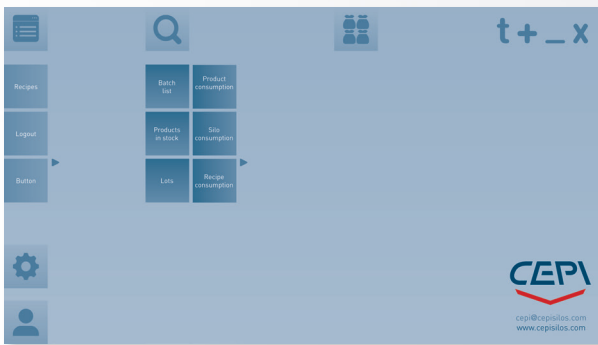 t + _ x
Recipes
Batch
list
Product
consumption
Logout
Products
in stock
Silo
consumption
Button
Lots
Recipe
consumption
CEPI
cepi@cepisilos.com
www.cepisilos.com